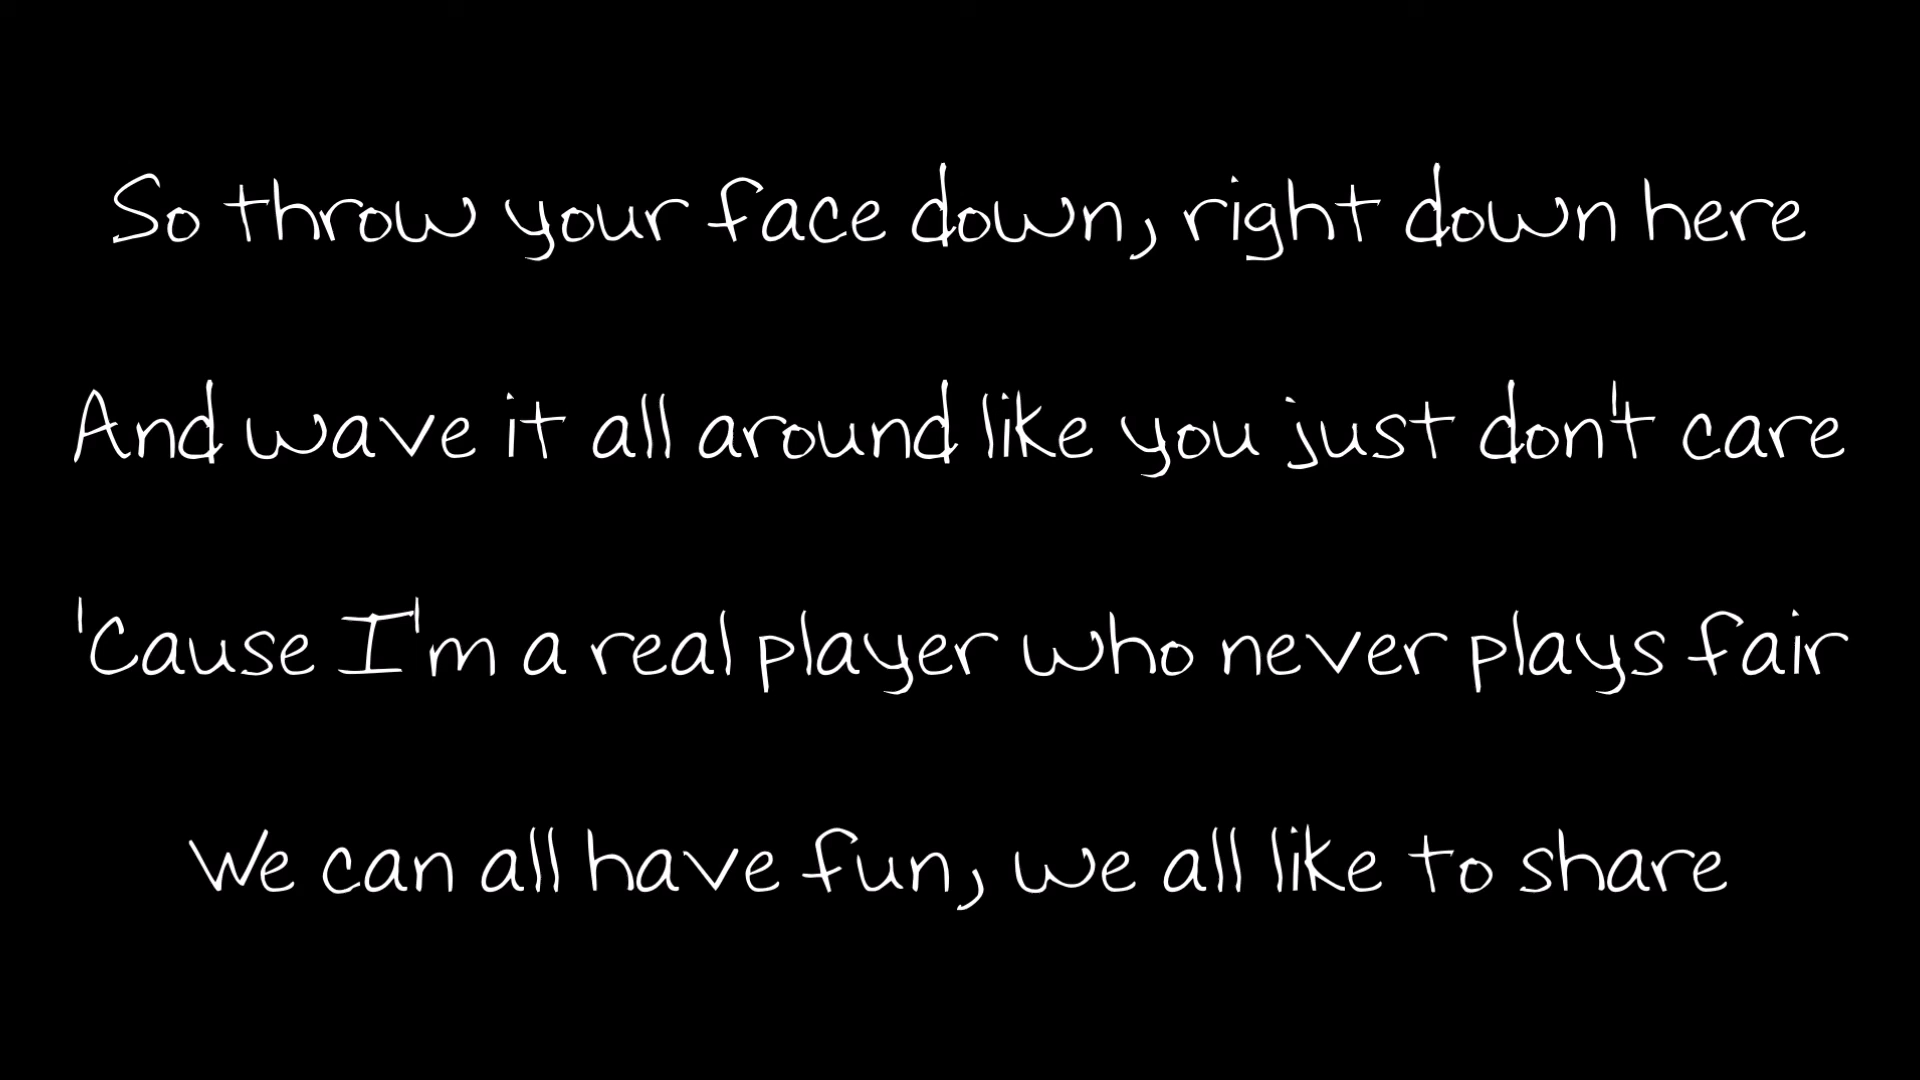 So throw your face down, right down here
And wave it all around like you just don't care
'Cause I'm a real player who never plays fair
We can all have fun, we all like to share